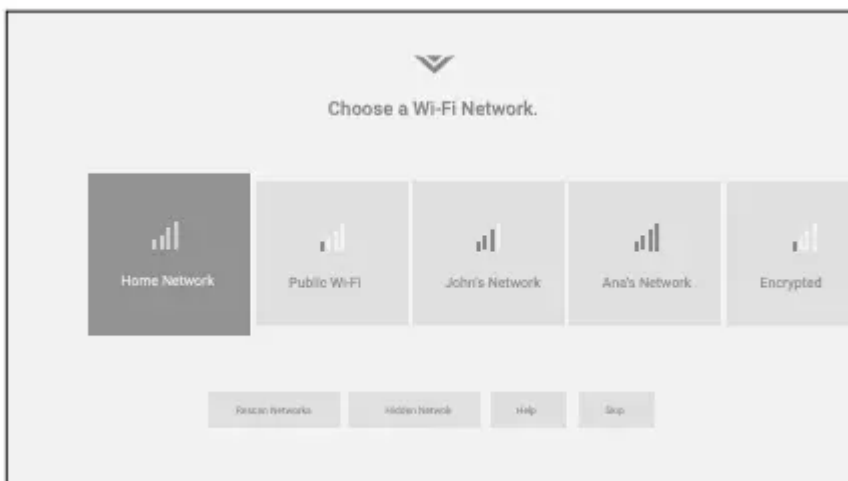 Choose a Wi-Fi Network.
Home Network
Public Wi-Fi
John's Network
Ana's Network
Encrypted
Rescan Networks
Hidden Network
Help
Skip